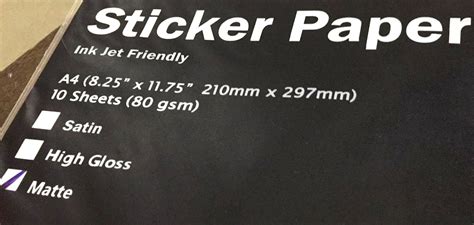 Sticker Paper
Ink Jet Friendly
A4 (8.25" x 11.75" 210mm x 297mm)
10 Sheets (80 gsm)
Satin
High Gloss
Matte